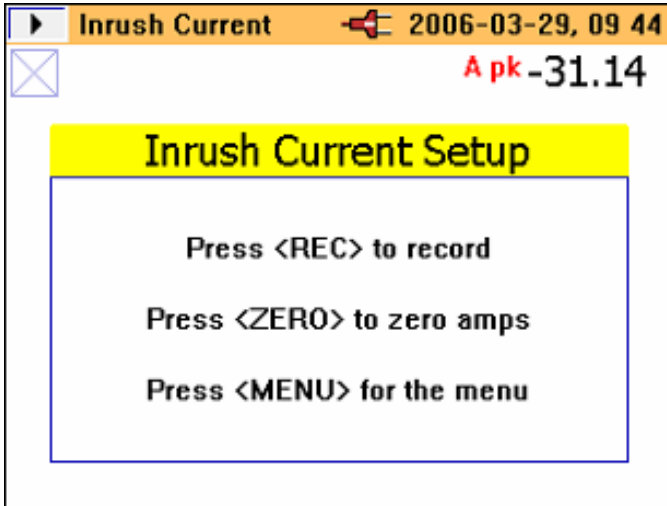 Inrush Current 2006-03-29, 09 44
A pk -31.14
Inrush Current Setup
Press <REC> to record
Press <ZERO> to zero amps
Press <MENU> for the menu